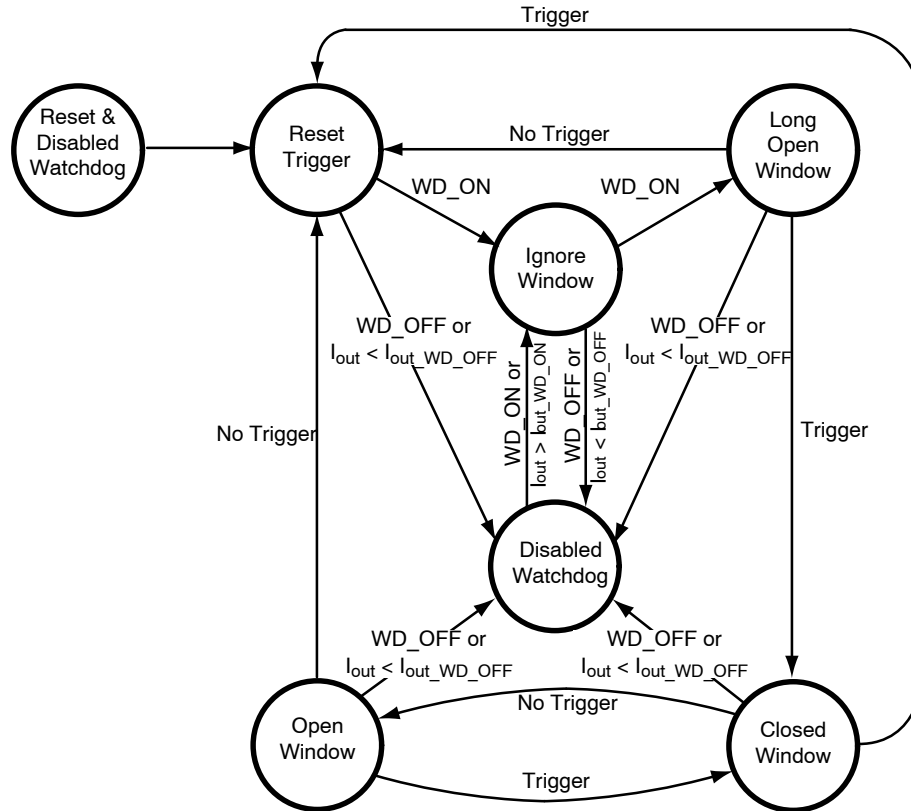 Trigger
Reset &
Disabled
Watchdog
Reset
Trigger
No Trigger
Long
Open
Window
WD_ON
WD_ON
Ignore
Window
WD_OFF or
Iout < Iout_WD_OFF
WD_ON or
Iout > Iout_WD_ON
WD_OFF or
Iout < Iout_WD_OFF
WD_OFF or
Iout < Iout_WD_OFF
No Trigger
Trigger
Disabled
Watchdog
WD_OFF or
Iout < Iout_WD_OFF
WD_OFF or
Iout < Iout_WD_OFF
No Trigger
Open
Window
Closed
Window
Trigger